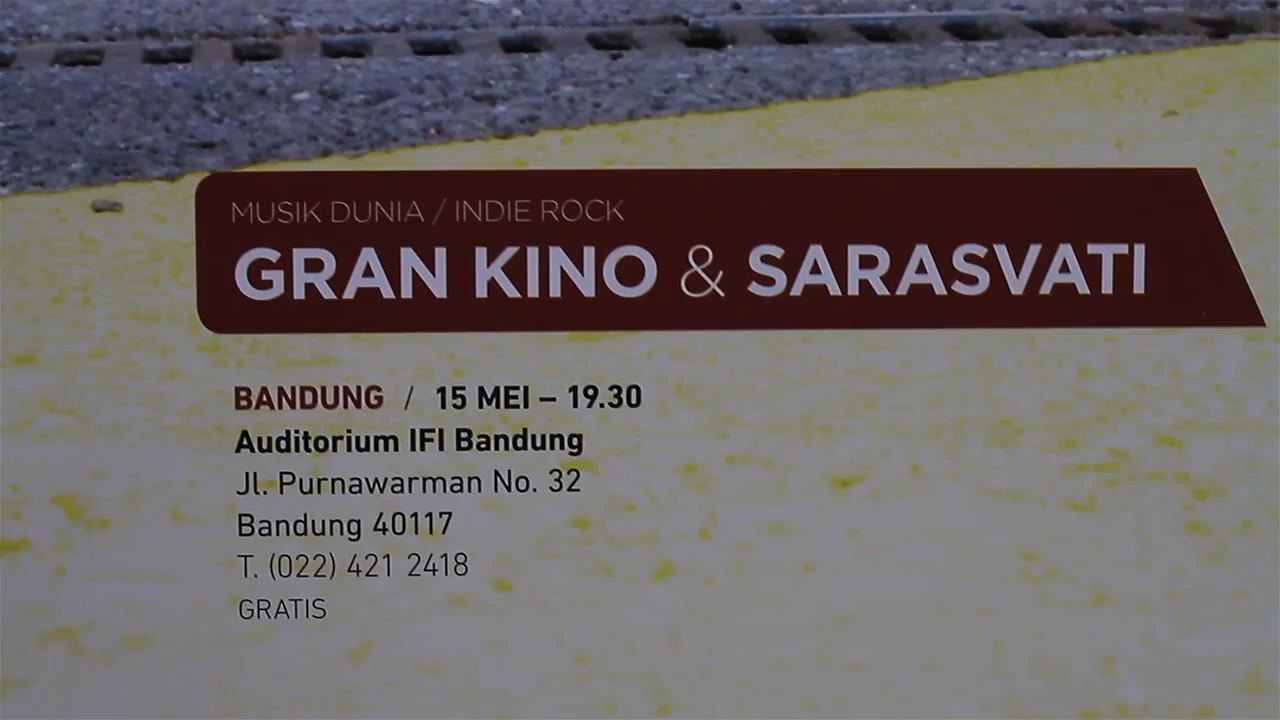 MUSIK DUNIA / INDIE ROCK
GRAN KINO & SARASVATI
BANDUNG / 15 MEI – 19.30
Auditorium IFI Bandung
Jl. Purnawarman No. 32
Bandung 40117
T. (022) 421 2418
GRATIS